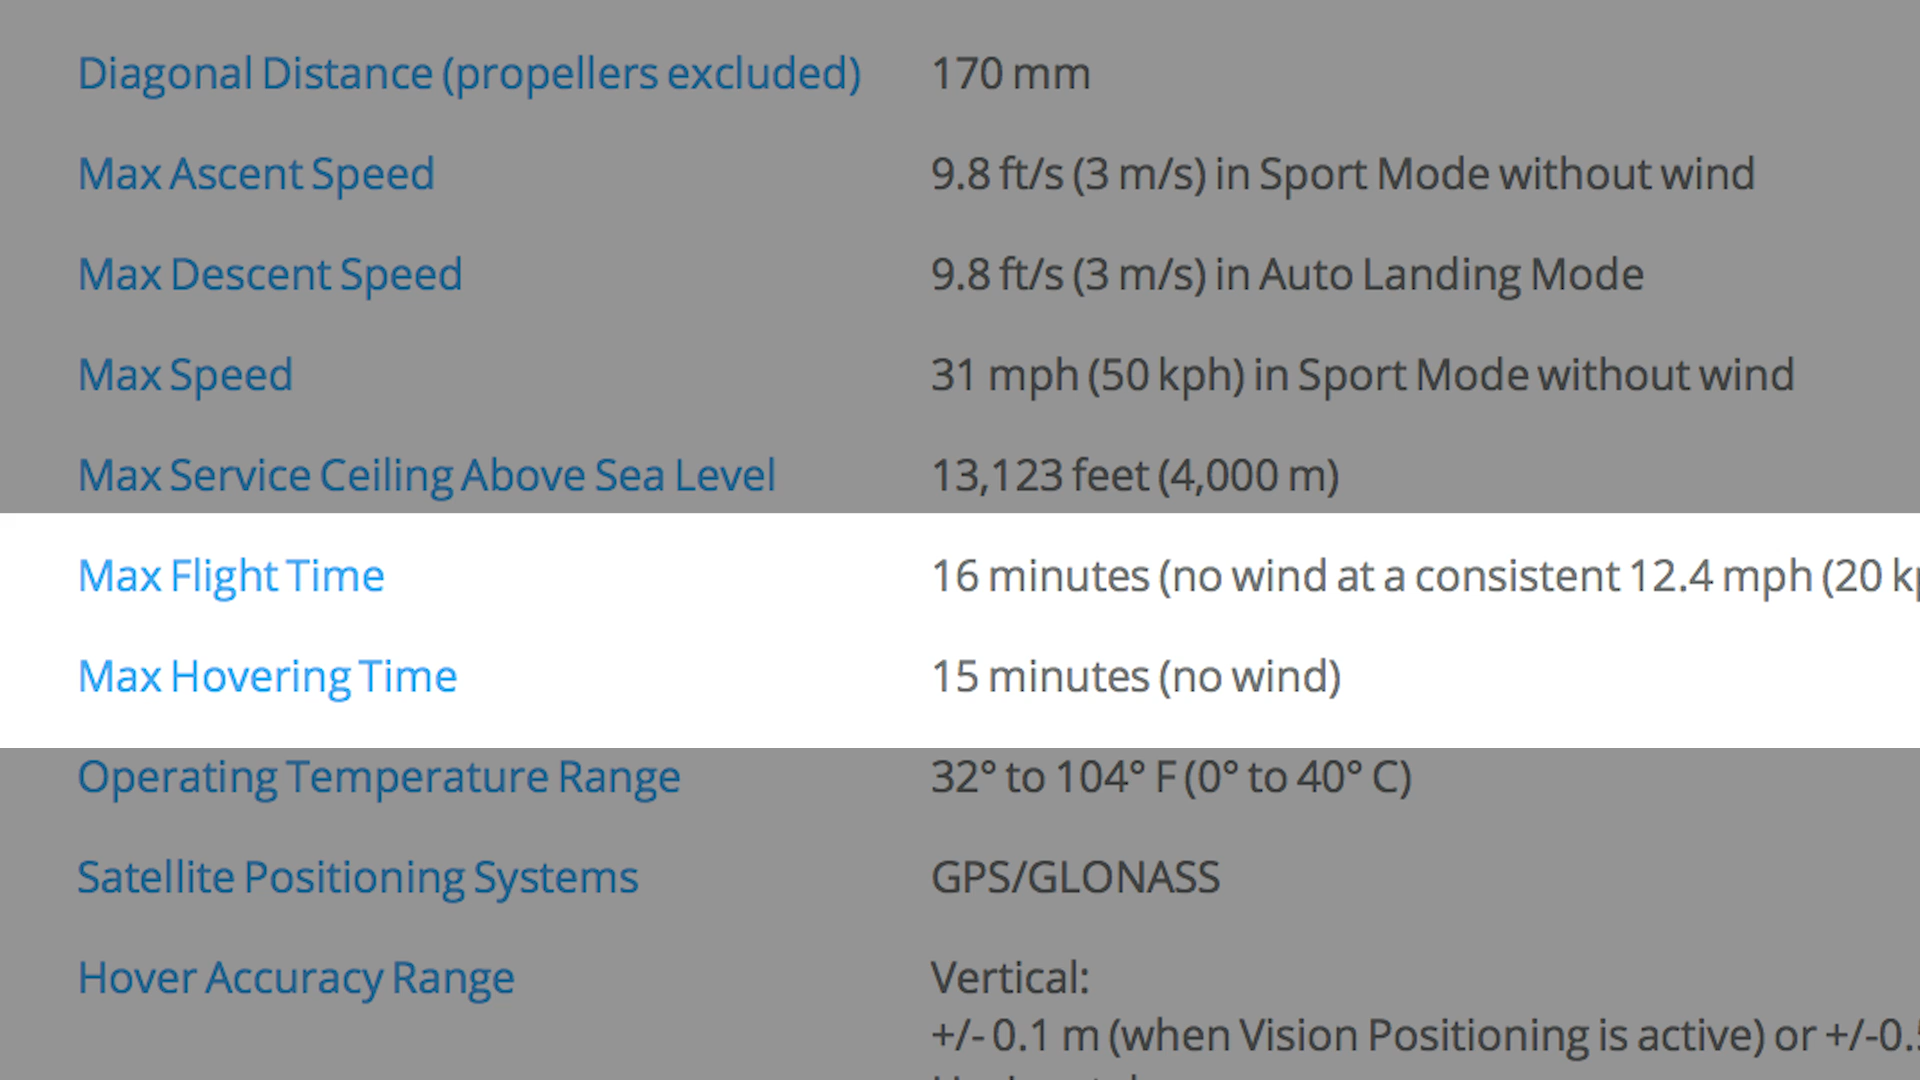 Diagonal Distance (propellers excluded) 170 mm
Max Ascent Speed 9.8 ft/s (3 m/s) in Sport Mode without wind
Max Descent Speed 9.8 ft/s (3 m/s) in Auto Landing Mode
Max Speed 31 mph (50 kph) in Sport Mode without wind
Max Service Ceiling Above Sea Level 13,123 feet (4,000 m)
Max Flight Time 16 minutes (no wind at a consistent 12.4 mph (20
Max Hovering Time 15 minutes (no wind)
Operating Temperature Range 32° to 104° F (0° to 40° C)
Satellite Positioning Systems GPS/GLONASS
Hover Accuracy Range Vertical:
+/- 0.1 m (when Vision Positioning is active) or